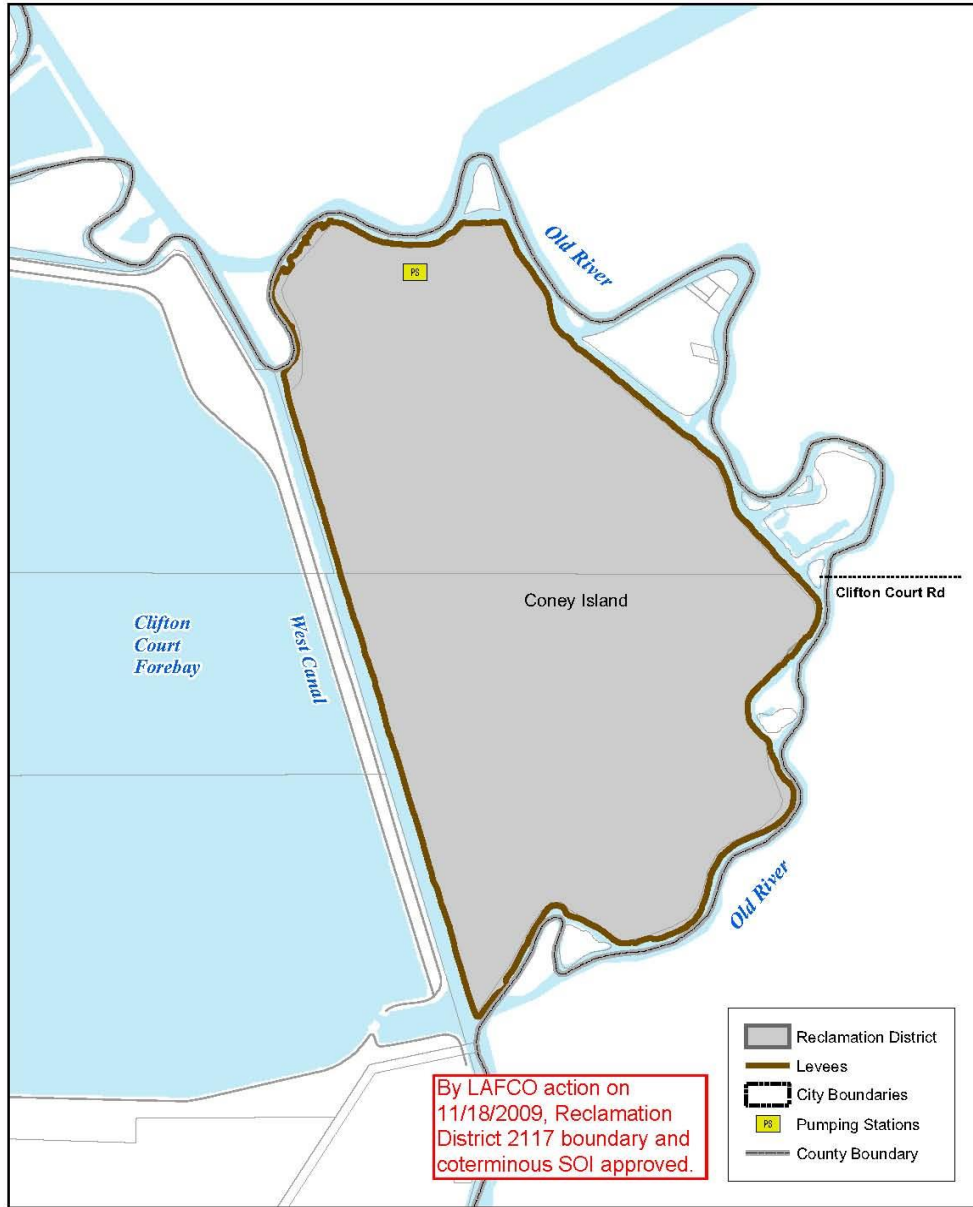 Old River
PS
Coney Island
Clifton Court Rd
Clifton
Court
Forebay
West Canal
Old River
Reclamation District
Levees
City Boundaries
PS
Pumping Stations
County Boundary
By LAFCO action on
11/18/2009, Reclamation
District 2117 boundary and
coterminous SOI approved.